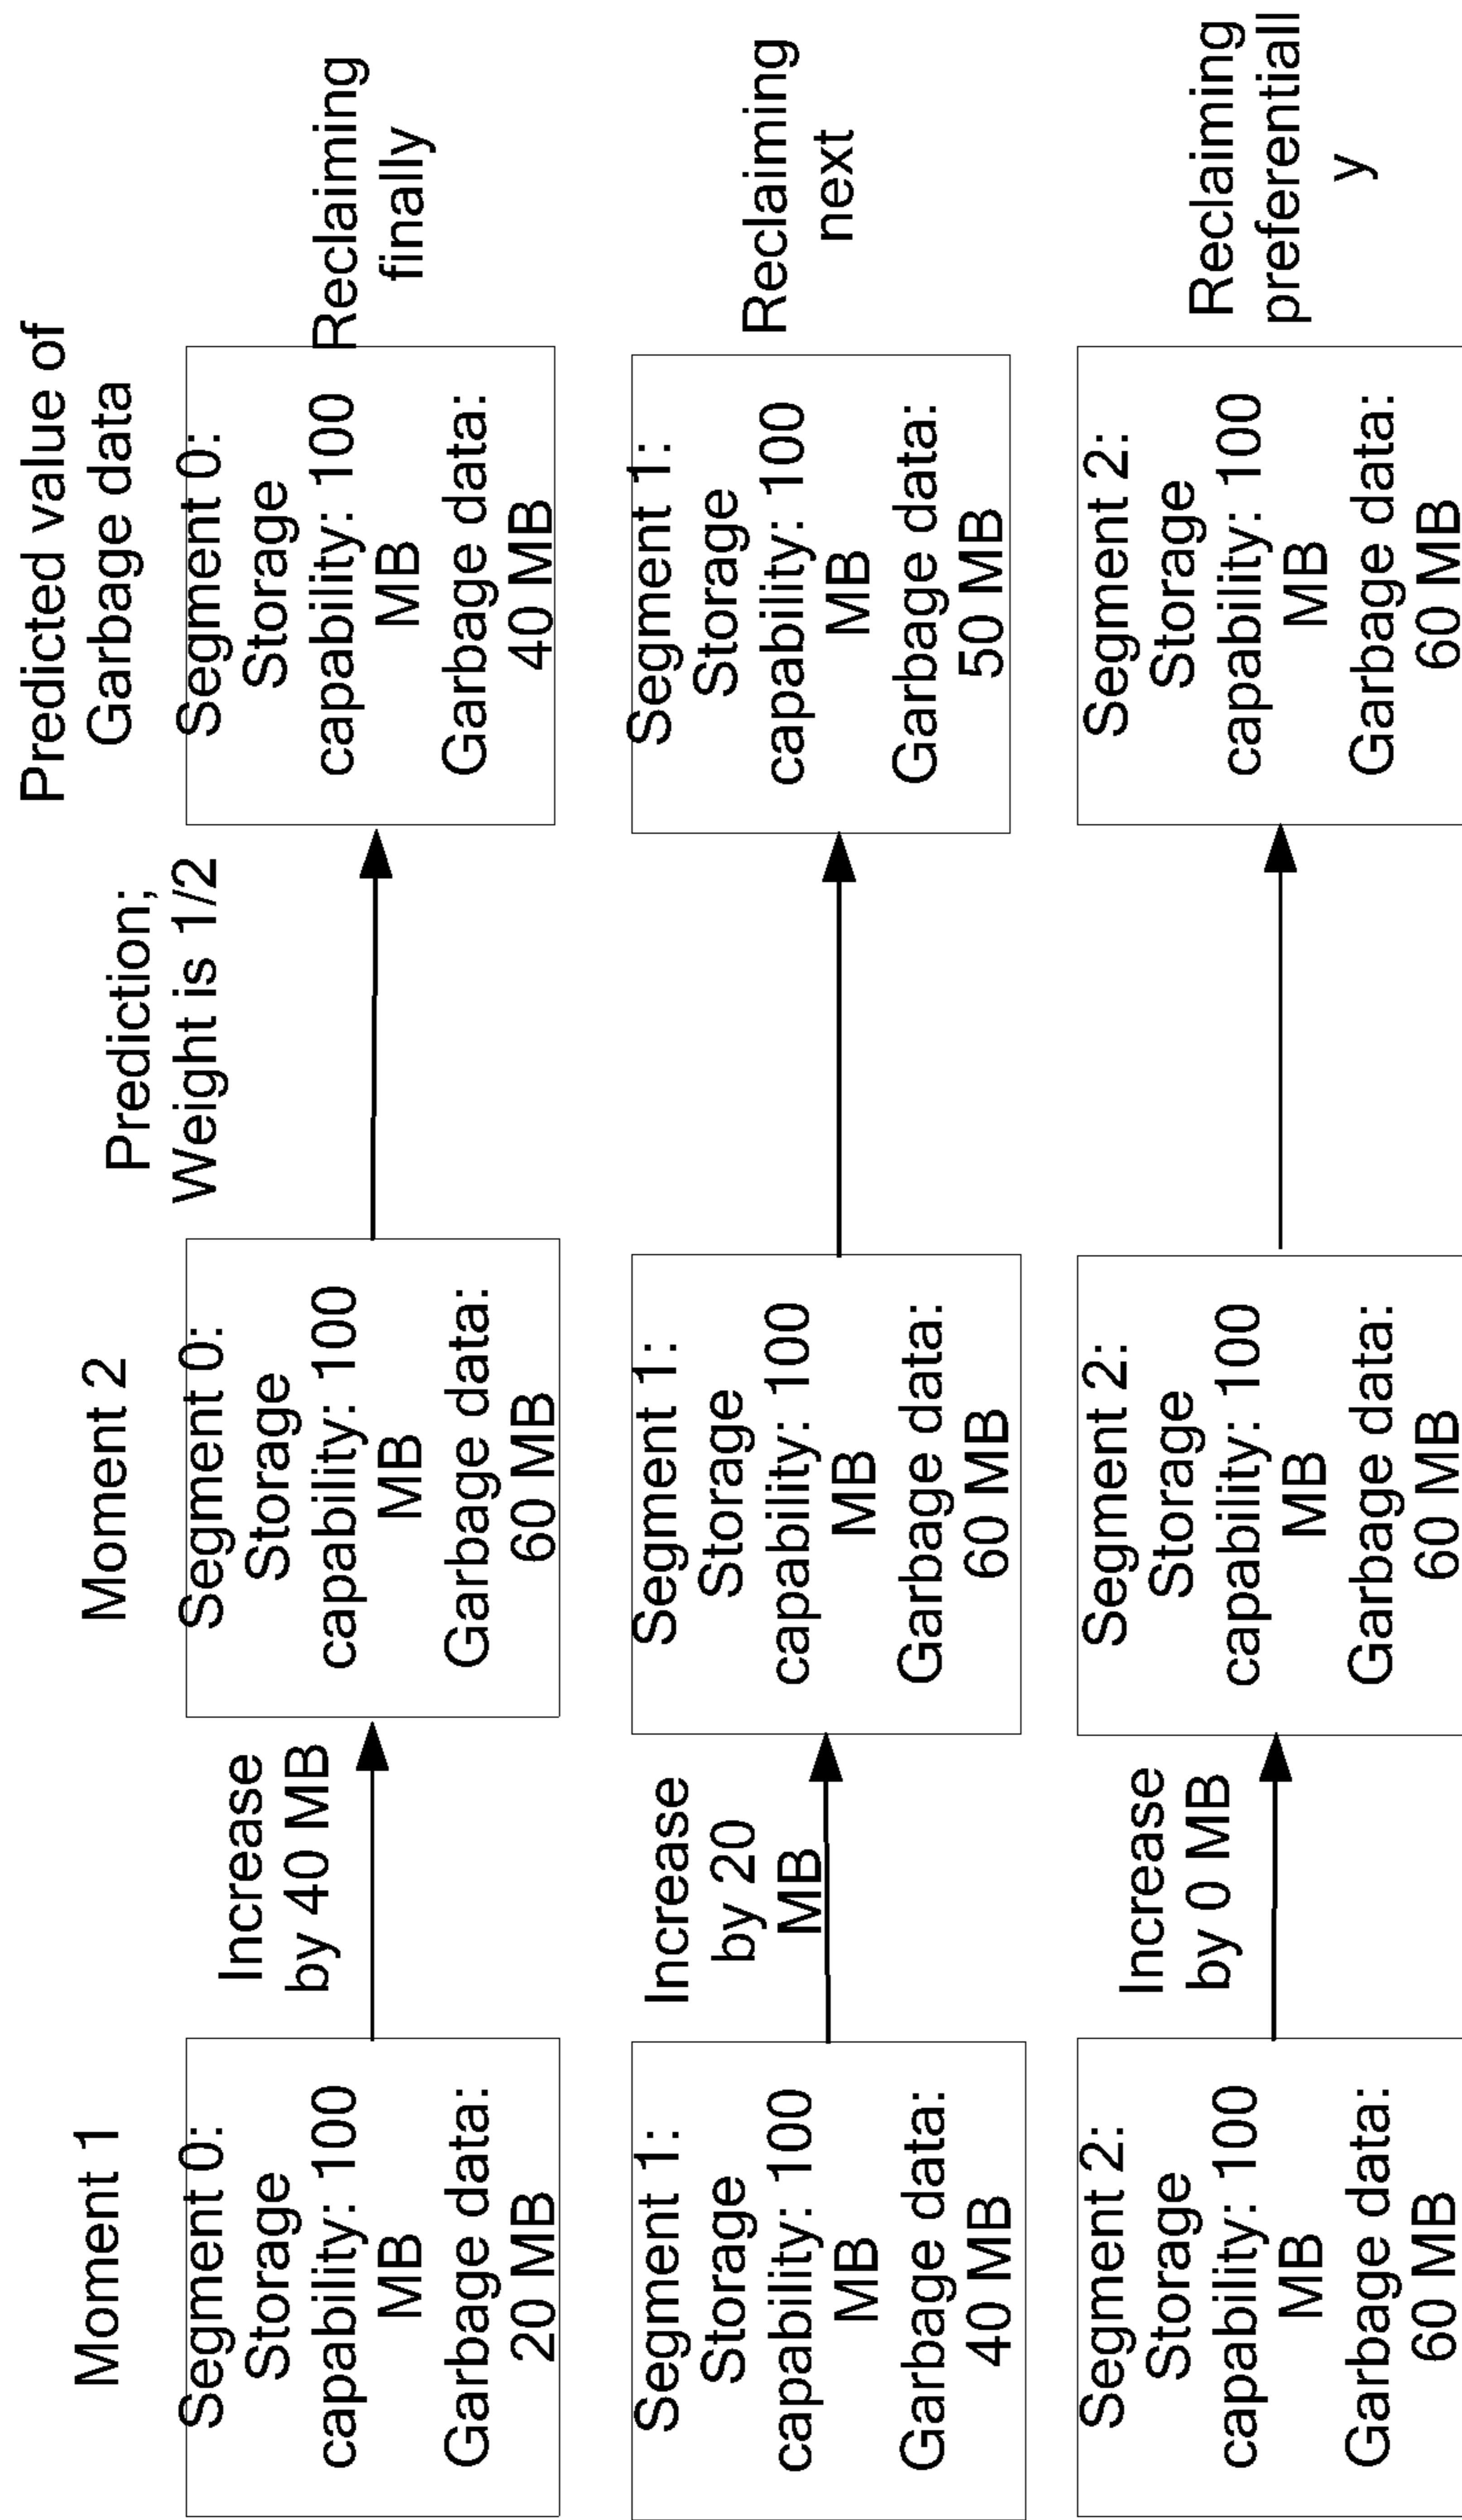 Moment 1
Moment 2
Prediction;
Weight is 1/2
Predicted value of
Garbage data
Segment 0:
Storage
capability: 100
MB
Garbage data:
20 MB
Increase
by 40 MB
Segment 0:
Storage
capability: 100
MB
Garbage data:
60 MB
Segment 0:
Storage
capability: 100
MB
Garbage data:
40 MB
Reclaiming
finally
Segment 1:
Storage
capability: 100
MB
Garbage data:
40 MB
Increase
by 20
MB
Segment 1:
Storage
capability: 100
MB
Garbage data:
60 MB
Segment 1:
Storage
capability: 100
MB
Garbage data:
50 MB
Reclaiming
next
Segment 2:
Storage
capability: 100
MB
Garbage data:
60 MB
Increase
by 0 MB
Segment 2:
Storage
capability: 100
MB
Garbage data:
60 MB
Segment 2:
Storage
capability: 100
MB
Garbage data:
60 MB
Reclaiming
preferentiall
y